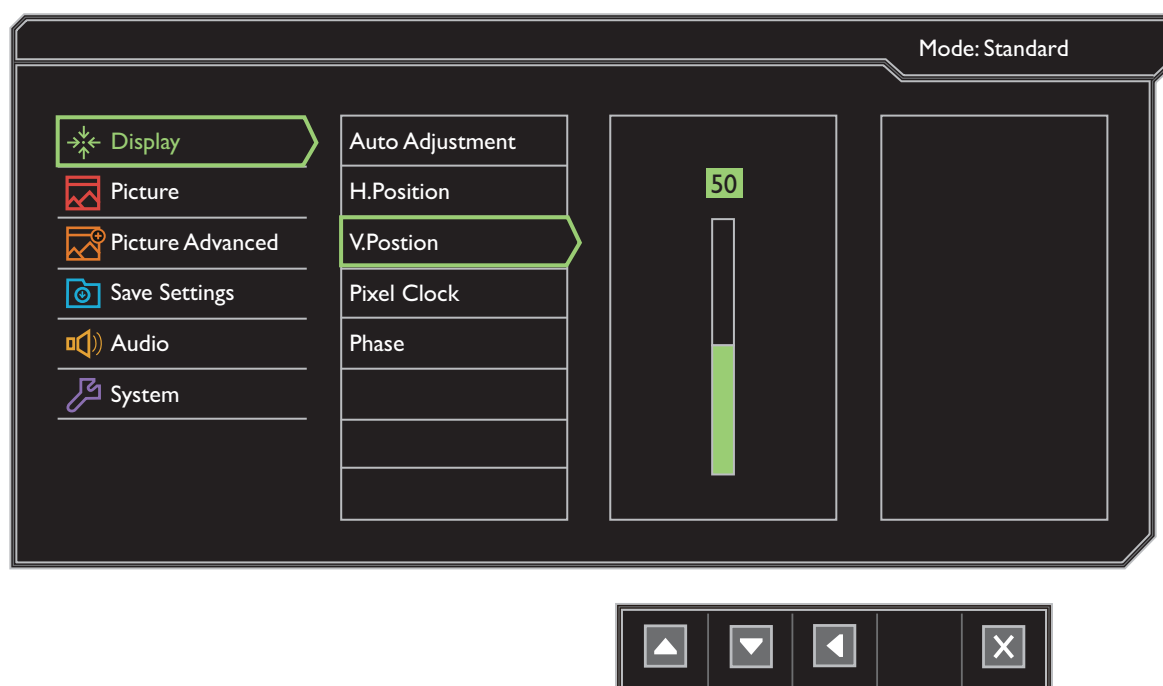 Mode: Standard
Display
Picture
Picture Advanced
Save Settings
Audio
System
Auto Adjustment
H.Position
V.Postion
Pixel Clock
Phase
50
X